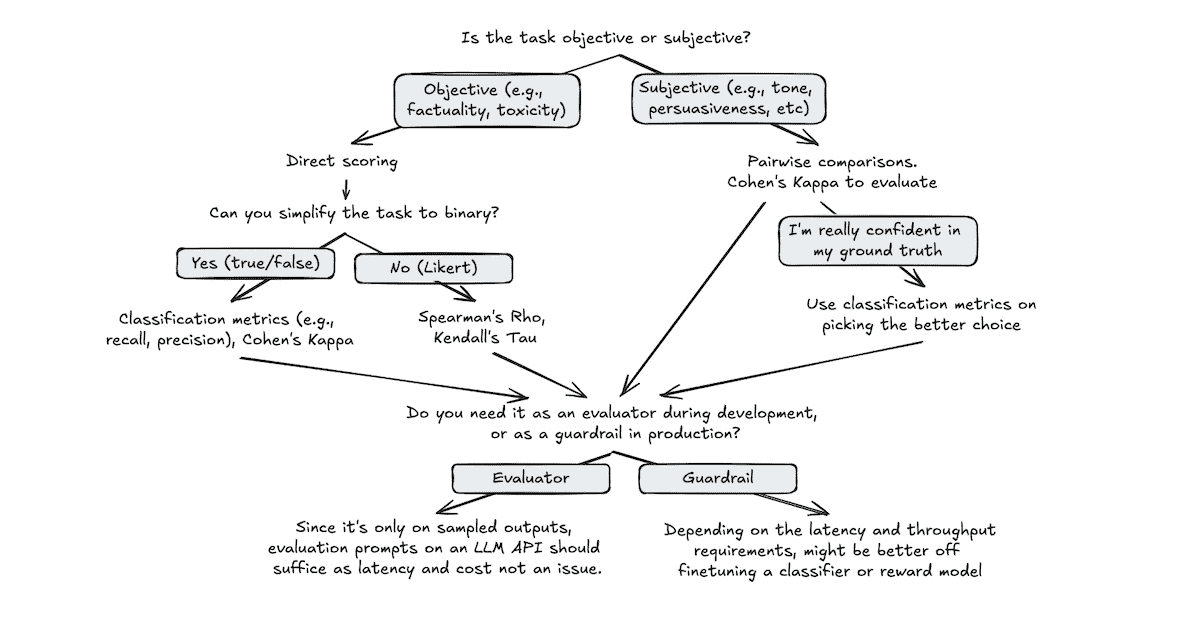 Is the task objective or subjective?
Objective (e.g.,
factuality, toxicity)
Subjective (e.g., tone,
persuasiveness, etc)
Direct scoring
Pairwise comparisons.
Cohen's Kappa to evaluate
Can you simplify the task to binary?
I'm really confident in
my ground truth
Yes (true/false)
No (Likert)
Classification metrics (e.g.,
recall, precision), Cohen's Kappa
Spearman's Rho,
Kendall's Tau
Use classification metrics on
picking the better choice
Do you need it as an evaluator during development,
or as a guardrail in production?
Evaluator
Guardrail
Since it's only on sampled outputs,
evaluation prompts on an LLM API should
suffice as latency and cost not an issue.
Depending on the latency and throughput
requirements, might be better off
finetuning a classifier or reward model